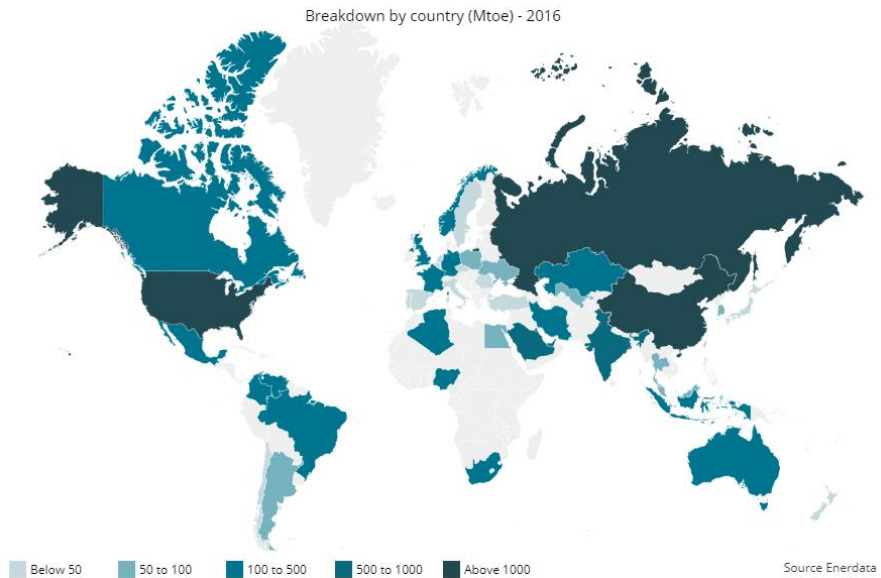 Breakdown by country (Mtoe) - 2016
Below 50
50 to 100
100 to 500
500 to 1000
Above 1000
Source Enerdata